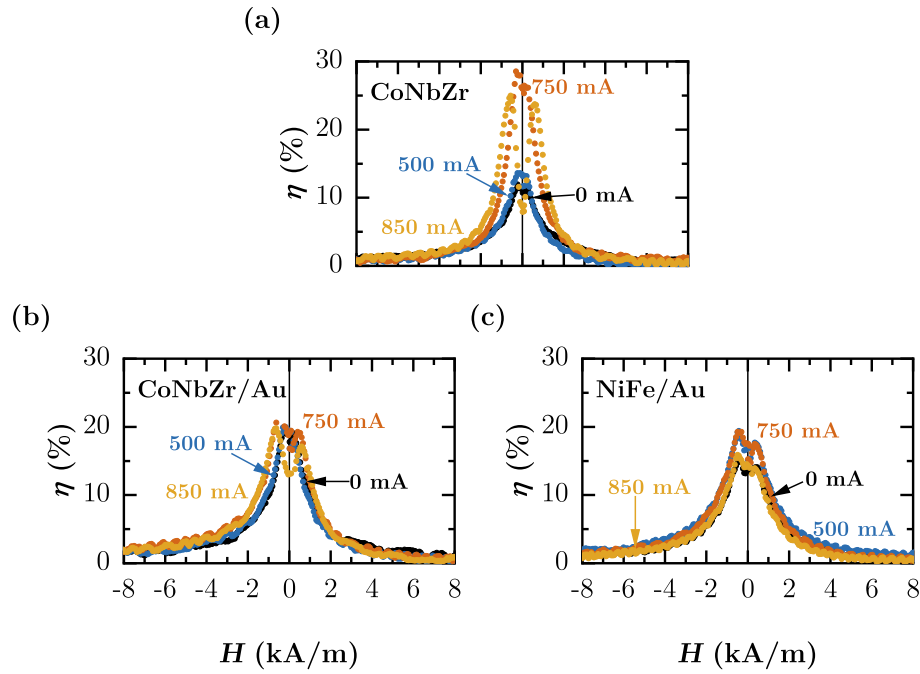 (a)
30
20
10
0
η (%)
CoNbZr
750 mA
500 mA
0 mA
850 mA
(b)
30
20
10
0
η (%)
CoNbZr/Au
750 mA
500 mA
850 mA
0 mA
-8 -6 -4 -2 0 2 4 6 8
H (kA/m)
(c)
30
20
10
0
η (%)
NiFe/Au
750 mA
850 mA
0 mA
500 mA
-8 -6 -4 -2 0 2 4 6 8
H (kA/m)